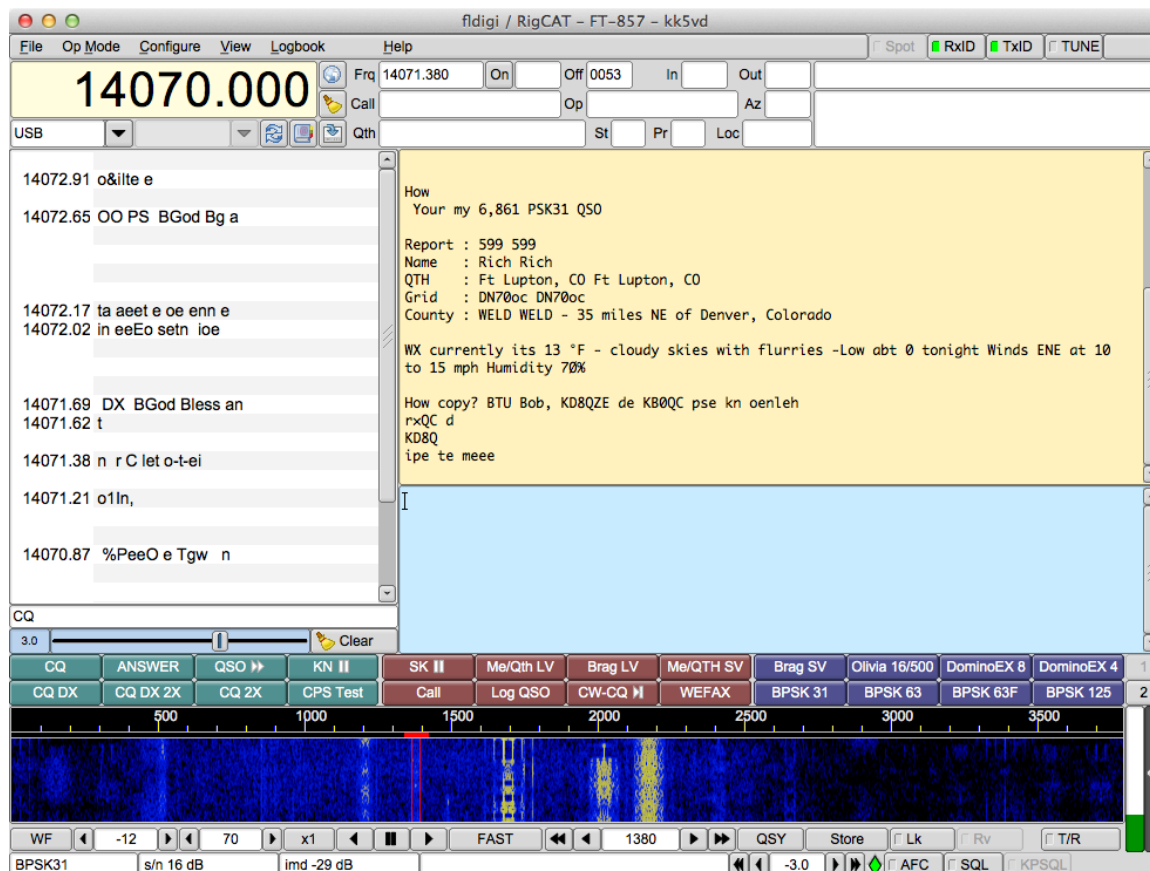 fldigi / RigCAT - FT-857 - kk5vd
File Op Mode Configure View Logbook Help Spot RxID TxID TUNE
14070.000 Frq 14071.380 On Off 0053 In Out
Call Op Az
USB Qth St Pr Loc
14072.91 o&ilte e
14072.65 OO PS BGod Bg a
14072.17 ta aeet e oe enn e
14072.02 in eeEo setn ioe
14071.69 DX BGod Bless an
14071.62 t
14071.38 n r C let o-t-ei
14071.21 o1In,
14070.87 %PeeO e Tgw n
CQ
3.0 Clear
How
Your my 6,861 PSK31 QSO
Report : 599 599
Name : Rich Rich
QTH : Ft Lupton, CO Ft Lupton, CO
Grid : DN70oc DN70oc
County : WELD WELD - 35 miles NE of Denver, Colorado
WX currently its 13 °F - cloudy skies with flurries -Low abt 0 tonight Winds ENE at 10
to 15 mph Humidity 70%
How copy? BTU Bob, KD8QZE de KB0QC pse kn oenleh
rxQC d
KD8Q
ipe te meee
CQ ANSWER QSO KN SK Me/Qth LV Brag LV Me/QTH SV Brag SV Olivia 16/500 DominoEX 8 DominoEX 4 1
CQ DX CQ DX 2X CQ 2X CPS Test Call Log QSO CW-CQ WEFAX BPSK 31 BPSK 63 BPSK 63F BPSK 125 2
500 1000 1500 2000 2500 3000 3500
WF -12 70 x1 FAST 1380 QSY Store Lk Rv T/R
BPSK31 s/n 16 dB imd -29 dB -3.0 AFC SQL KPSQL